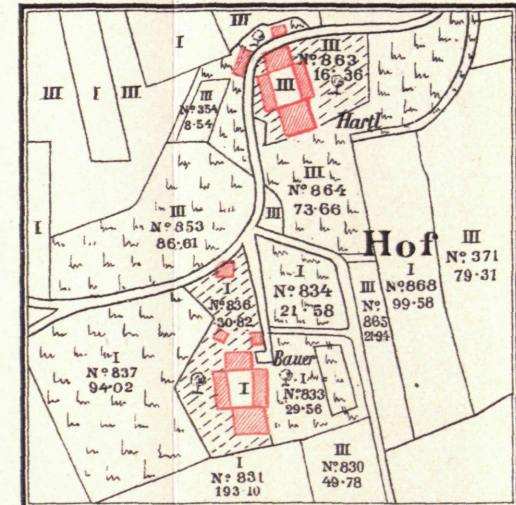 III
I
III
I
III
III
Nº 863
16·36
III
III
Nº 354
8·54
Hartl
III
Nº 864
73·66
III
Nº 853
86·61
I
III
Hof
III
Nº 371
79·31
I
Nº 868
99·58
I
Nº 834
21·58
III
Nº
865
21·94
I
Nº 836
30·82
Bauer
I
Nº 837
94·02
I
I
Nº 833
29·56
I
Nº 831
193·10
III
Nº 830
49·78